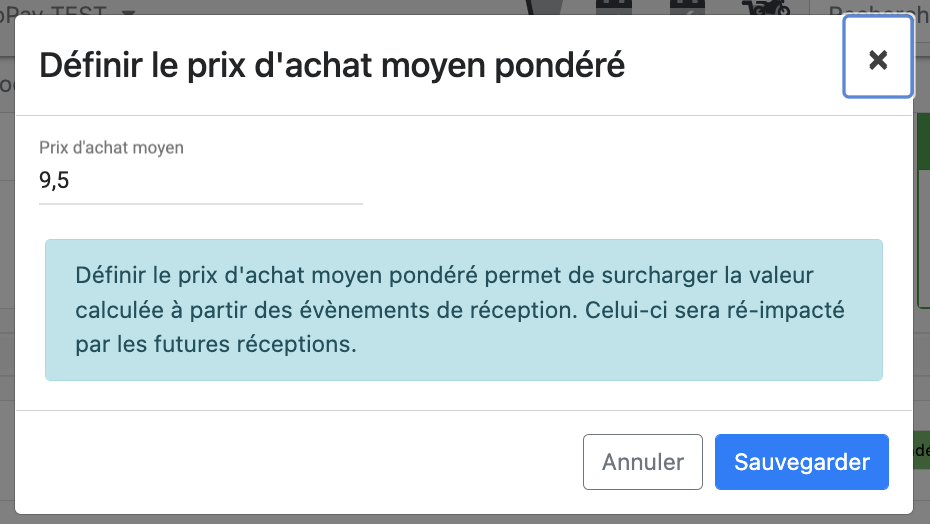 Pay TEST
Recherch
Définir le prix d'achat moyen pondéré
×
Prix d'achat moyen
9,5
Définir le prix d'achat moyen pondéré permet de surcharger la valeur
calculée à partir des évènements de réception. Celui-ci sera ré-impacté
par les futures réceptions.
Annuler
Sauvegarder